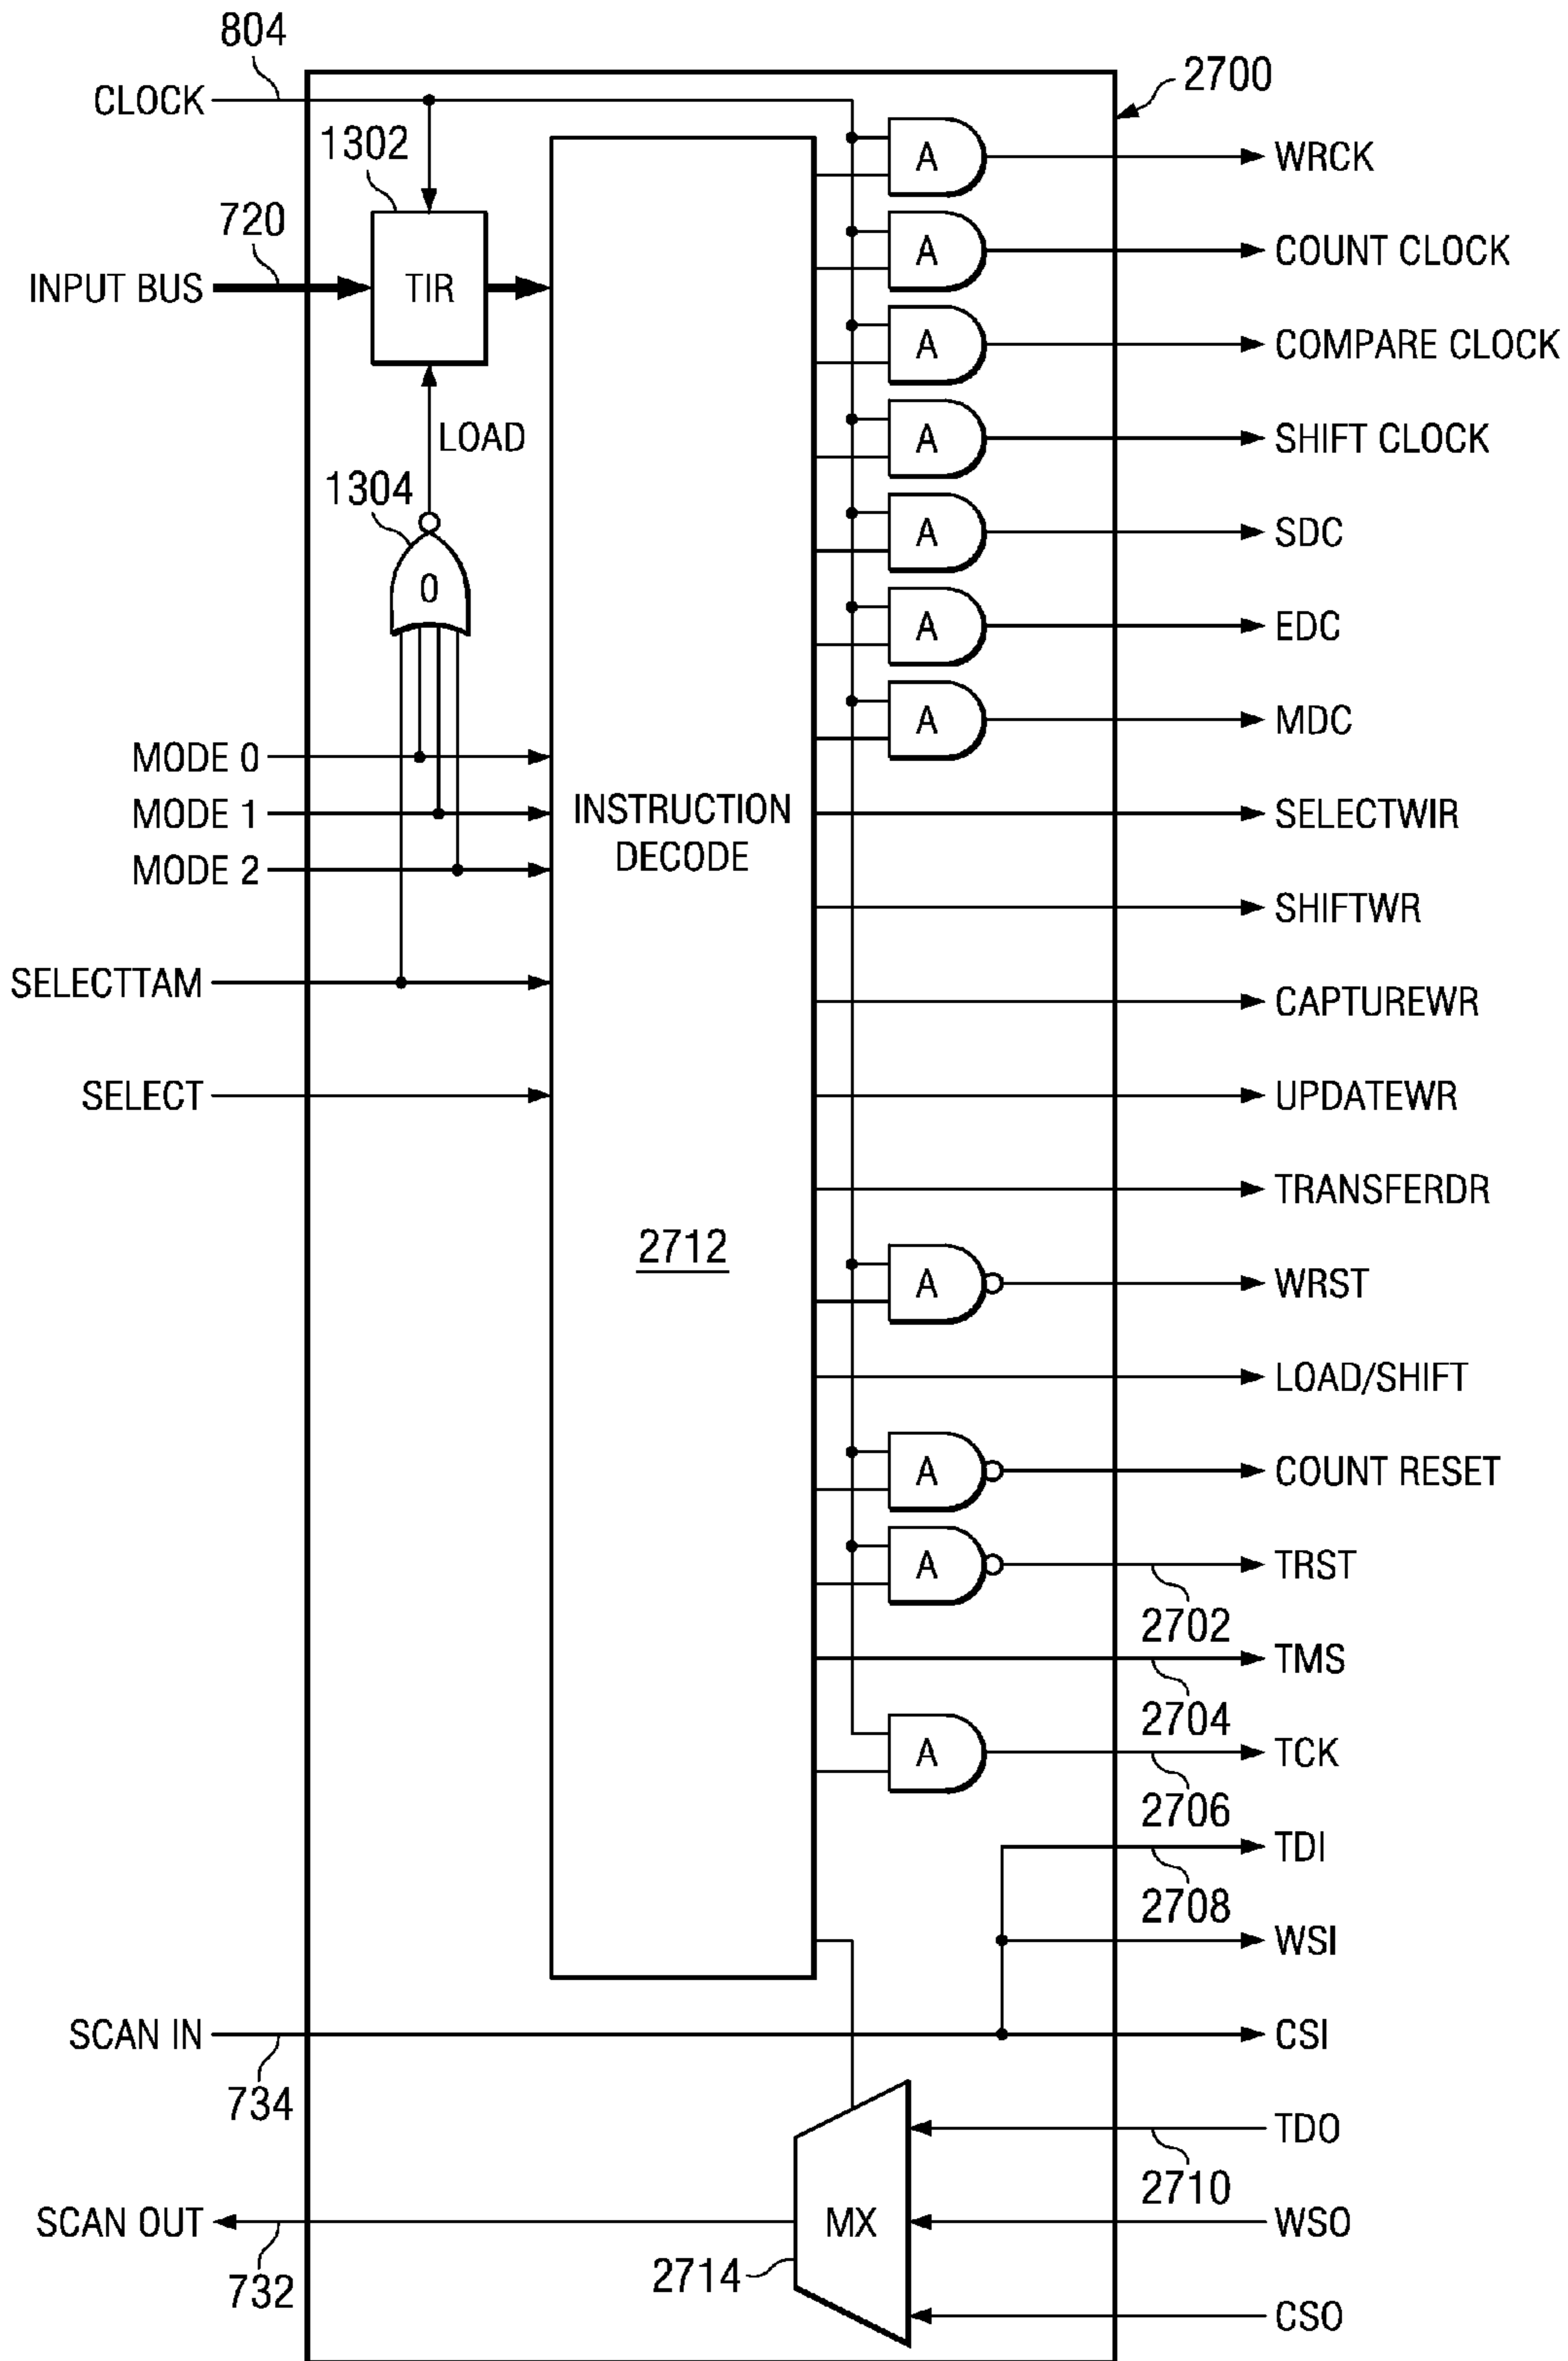 804
CLOCK
2700
1302
A
WRCK
720
INPUT BUS
TIR
A
COUNT CLOCK
A
COMPARE CLOCK
LOAD
A
SHIFT CLOCK
1304
0
A
SDC
A
EDC
A
MDC
MODE 0
MODE 1
MODE 2
INSTRUCTION
DECODE
SELECTWIR
SHIFTWR
SELECTTAM
CAPTUREWR
SELECT
UPDATEWR
TRANSFERDR
2712
A
WRST
LOAD/SHIFT
A
COUNT RESET
A
TRST
2702
TMS
2704
A
TCK
2706
TDI
2708
WSI
SCAN IN
CSI
734
TDO
2710
SCAN OUT
MX
WSO
732
2714
CSO